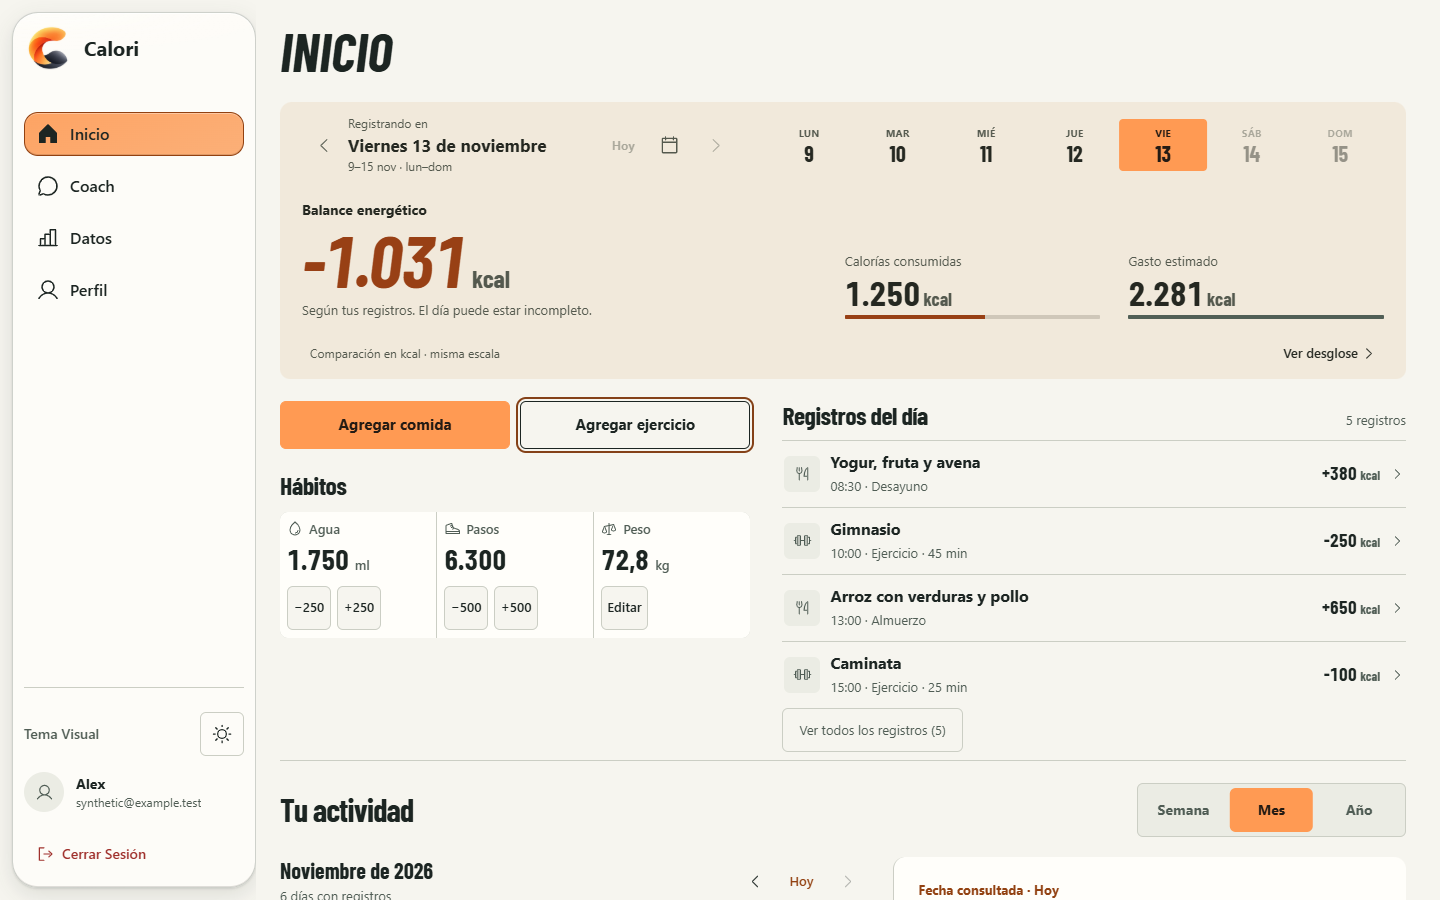 Calori
Inicio
Coach
Datos
Perfil
Tema Visual
Alex
synthetic@example.test
Cerrar Sesión
INICIO
Registrando en
Viernes 13 de noviembre
9–15 nov · lun–dom
Hoy
LUN 9
MAR 10
MIÉ 11
JUE 12
VIE 13
SÁB 14
DOM 15
Balance energético
-1.031 kcal
Según tus registros. El día puede estar incompleto.
Calorías consumidas
1.250 kcal
Gasto estimado
2.281 kcal
Comparación en kcal · misma escala
Ver desglose
Agregar comida
Agregar ejercicio
Hábitos
Agua
1.750 ml
−250 +250
Pasos
6.300
−500 +500
Peso
72,8 kg
Editar
Registros del día
5 registros
Yogur, fruta y avena
08:30 · Desayuno
+380 kcal
Gimnasio
10:00 · Ejercicio · 45 min
-250 kcal
Arroz con verduras y pollo
13:00 · Almuerzo
+650 kcal
Caminata
15:00 · Ejercicio · 25 min
-100 kcal
Ver todos los registros (5)
Tu actividad
Semana
Mes
Año
Noviembre de 2026
6 días con registros
Hoy
Fecha consultada · Hoy